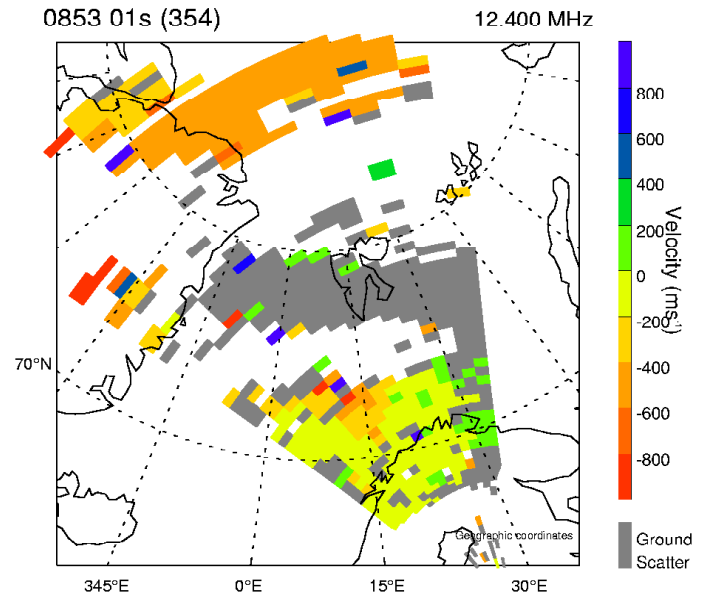 0853 01s (354)
12.400 MHz
800
600
400
200
0
-200
-400
-600
-800
Velocity (ms⁻¹)
Ground
Scatter
70°N
Geographic coordinates
345°E
0°E
15°E
30°E